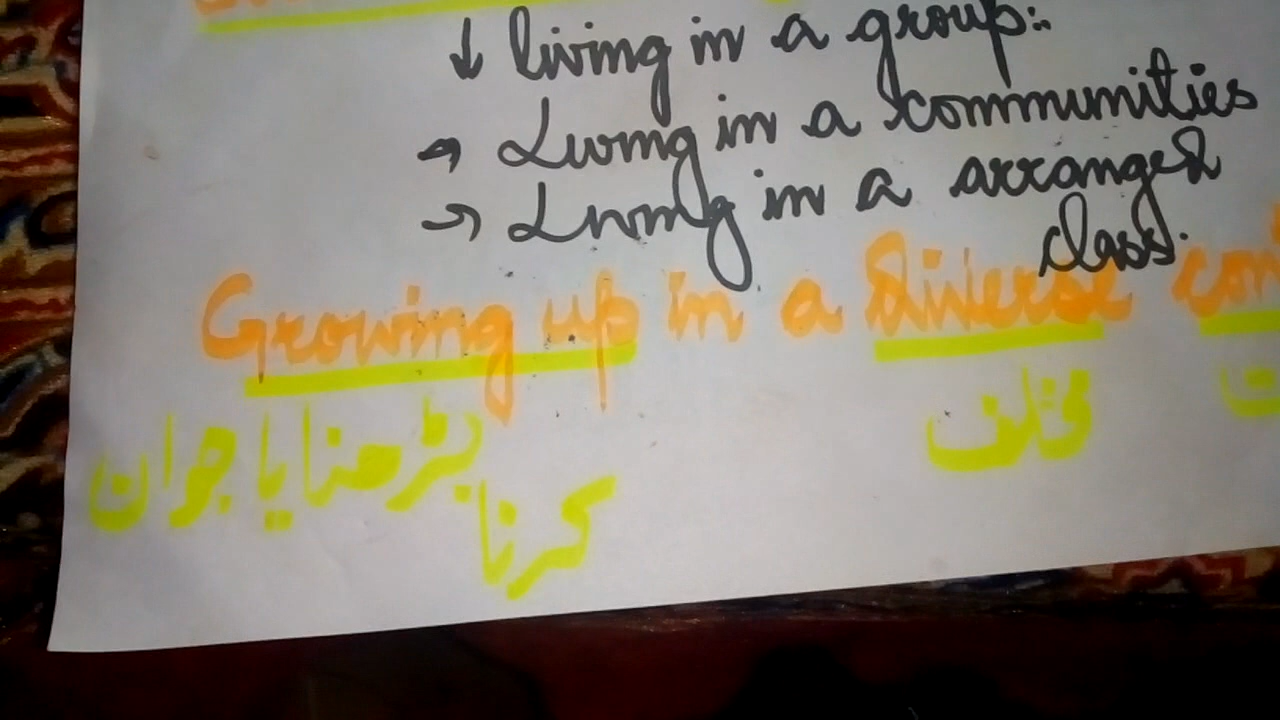 ↓ living in a group:.
→ Living in a communities
→ Living in a arranged
class.
Growing up in a diverse con
بڑھنا یا جوان
کرنا
مختلف
ت